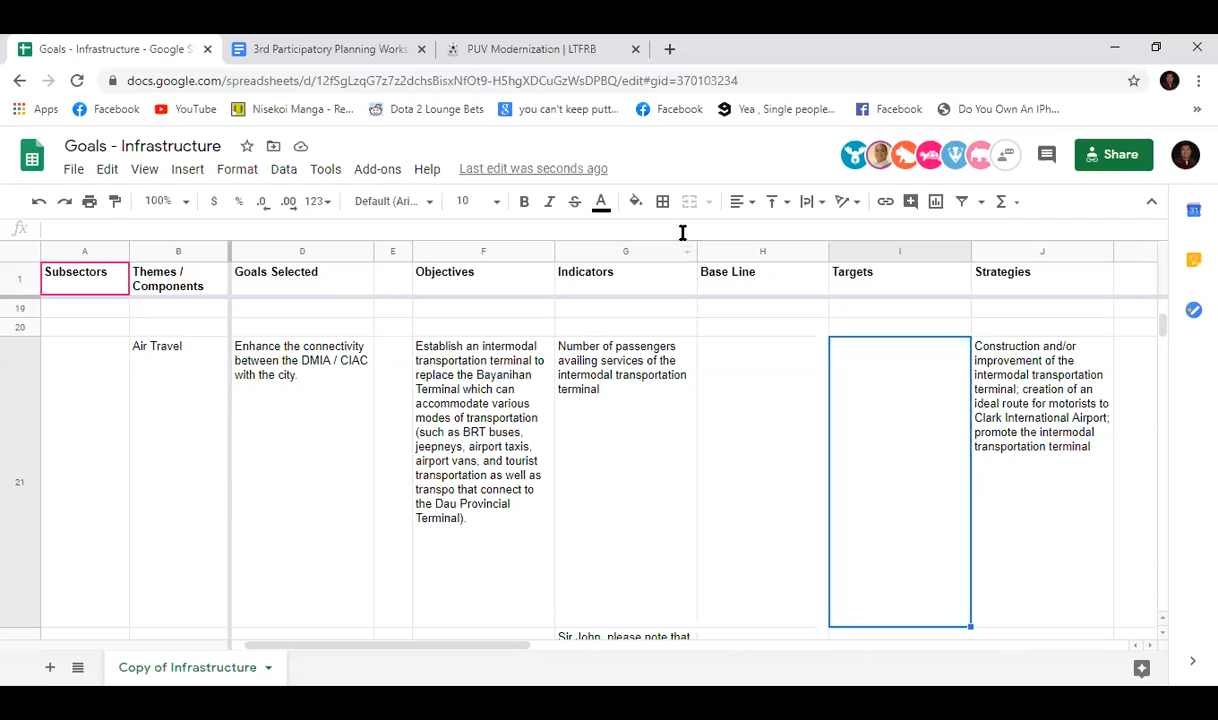 Goals - Infrastructure - Google S
3rd Participatory Planning Works
PUV Modernization | LTFRB
docs.google.com/spreadsheets/d/12fSgLzqG7z7z2dchsBisxNfOt9-H5hgXDCuGzWsDPBQ/edit#gid=370103234
Apps
Facebook
YouTube
Nisekoi Manga - Re...
Dota 2 Lounge Bets
you can't keep putt...
Facebook
Yea , Single people...
Facebook
Do You Own An IPh...
Goals - Infrastructure
Share
File Edit View Insert Format Data Tools Add-ons Help Last edit was seconds ago
100% $ % .0 .00 123 Default (Ari... 10 B I S A
fx
A B D E F G H I J
1
Subsectors
Themes /
Components
Goals Selected
Objectives
Indicators
Base Line
Targets
Strategies
19
20
21
Air Travel
Enhance the connectivity
between the DMIA / CIAC
with the city.
Establish an intermodal
transportation terminal to
replace the Bayanihan
Terminal which can
accommodate various
modes of transportation
(such as BRT buses,
jeepneys, airport taxis,
airport vans, and tourist
transportation as well as
transpo that connect to
the Dau Provincial
Terminal).
Number of passengers
availing services of the
intermodal transportation
terminal
Construction and/or
improvement of the
intermodal transportation
terminal; creation of an
ideal route for motorists to
Clark International Airport;
promote the intermodal
transportation terminal
Sir John, please note that
Copy of Infrastructure
31